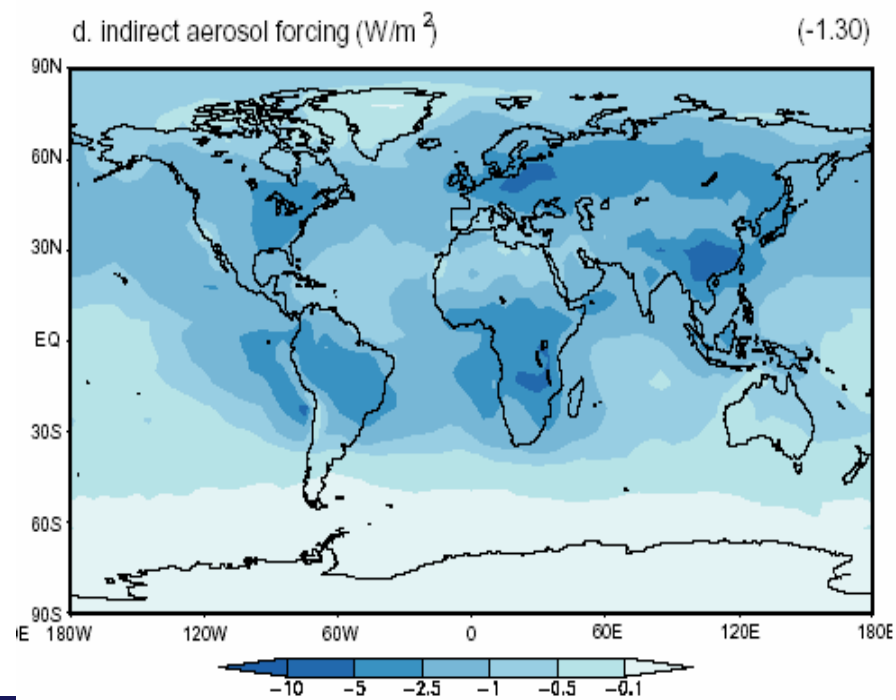 d. indirect aerosol forcing (W/m²) (-1.30)
90N
60N
30N
EQ
30S
60S
90S
E 180W 120W 60W 0 60E 120E 180E
-10 -5 -2.5 -1 -0.5 -0.1